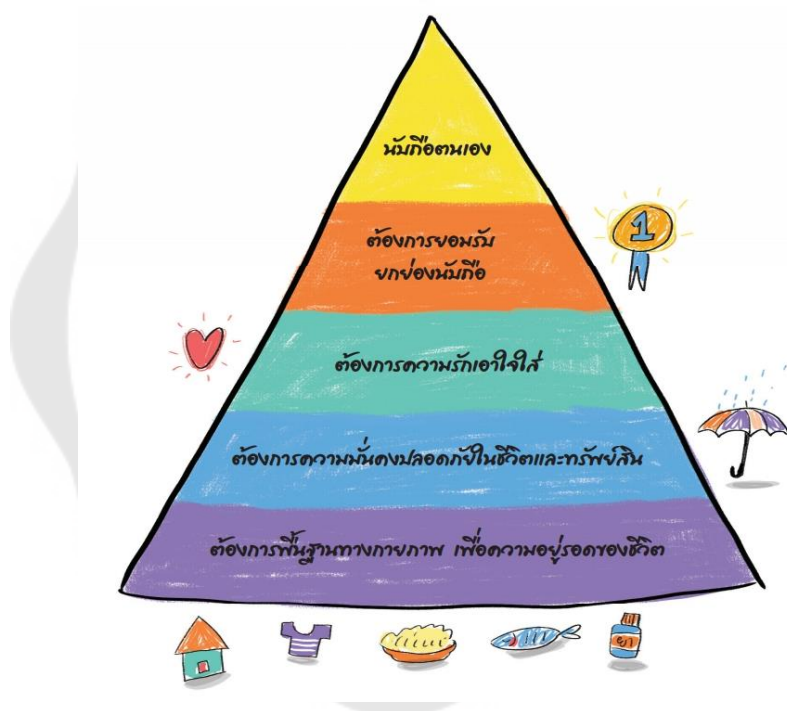 นับถือตนเอง
ต้องการยอมรับ
ยกย่องนับถือ
1
ต้องการความรักเอาใจใส่
ต้องการความมั่นคงปลอดภัยในชีวิตและทรัพย์สิน
ต้องการพื้นฐานทางกายภาพ เพื่อความอยู่รอดของชีวิต
ยา